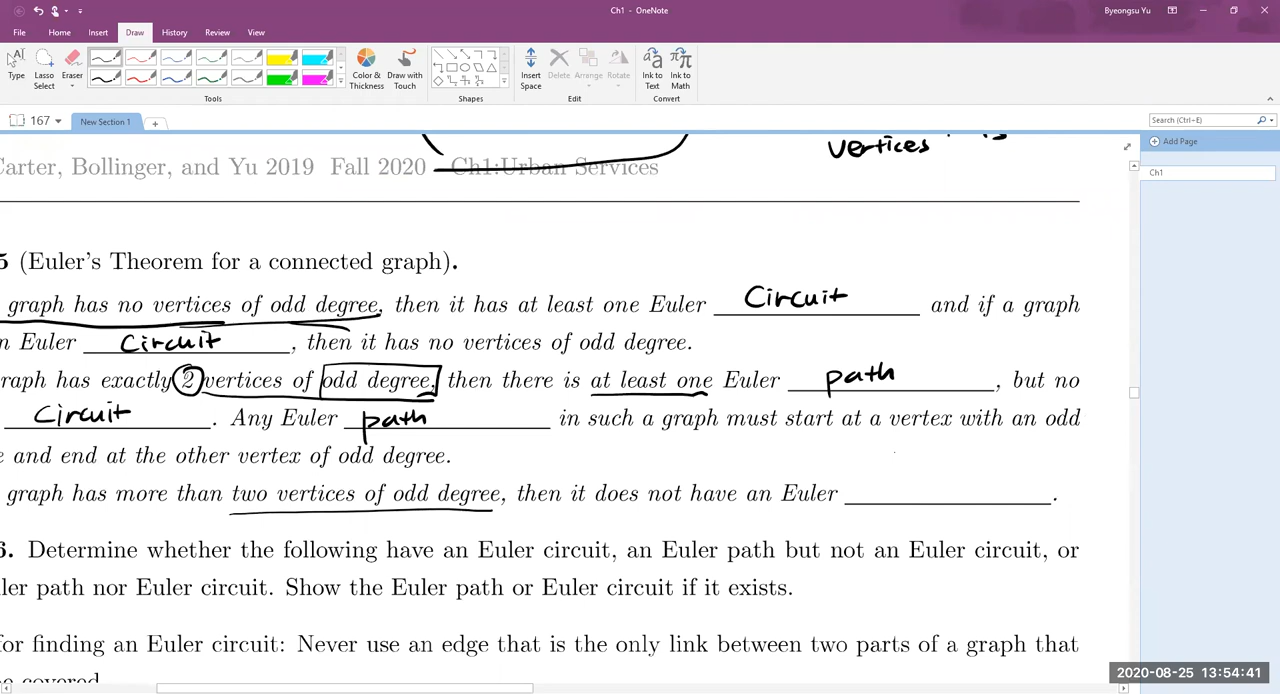 Ch1 - OneNote
Byeongsu Yu
File Home Insert Draw History Review View
Type
Lasso Select
Eraser
Color & Thickness
Draw with Touch
Insert Space
Delete
Arrange
Rotate
Ink to Text
Ink to Math
Tools
Shapes
Edit
Convert
167
New Section 1
Search (Ctrl+E)
Add Page
Ch1
vertices
Carter, Bollinger, and Yu 2019 Fall 2020 Ch1:Urban Services
5 (Euler's Theorem for a connected graph).
graph has no vertices of odd degree, then it has at least one Euler Circuit and if a graph
n Euler Circuit, then it has no vertices of odd degree.
raph has exactly 2 vertices of odd degree, then there is at least one Euler path, but no
Circuit. Any Euler path in such a graph must start at a vertex with an odd
e and end at the other vertex of odd degree.
graph has more than two vertices of odd degree, then it does not have an Euler ____.
6. Determine whether the following have an Euler circuit, an Euler path but not an Euler circuit, or
ler path nor Euler circuit. Show the Euler path or Euler circuit if it exists.
for finding an Euler circuit: Never use an edge that is the only link between two parts of a graph that
be covered.
2020-08-25 13:54:41